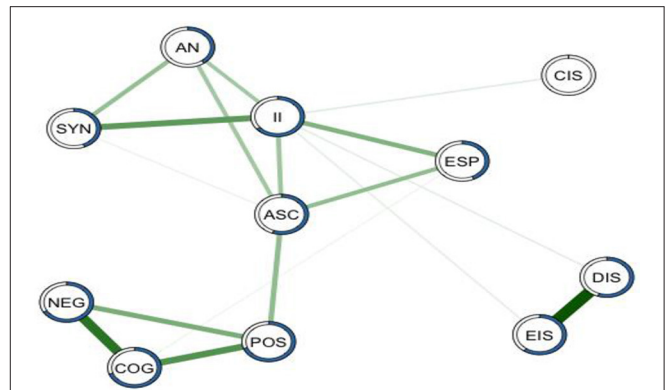 AN
CIS
II
SYN
ESP
ASC
DIS
NEG
EIS
POS
COG